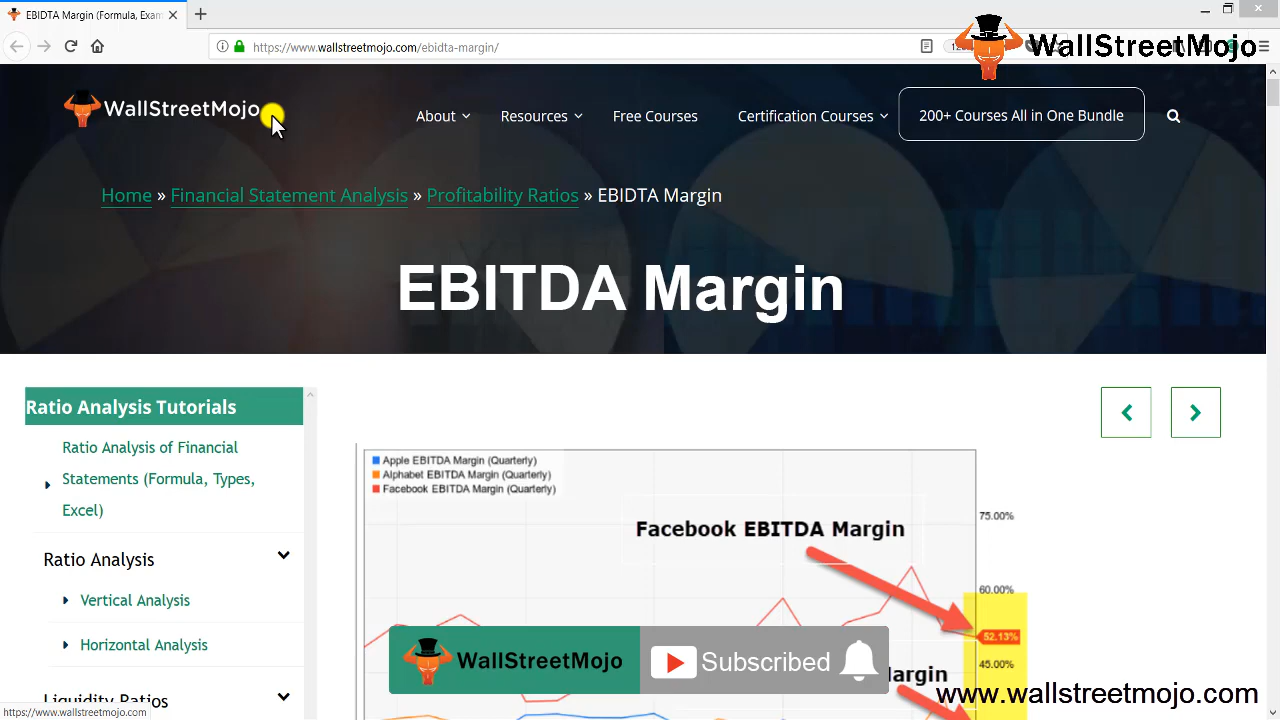 EBIDTA Margin (Formula, Exam
https://www.wallstreetmojo.com/ebidta-margin/
WallStreetMojo
WallStreetMojo
About
Resources
Free Courses
Certification Courses
200+ Courses All in One Bundle
Home » Financial Statement Analysis » Profitability Ratios » EBIDTA Margin
EBITDA Margin
Ratio Analysis Tutorials
Ratio Analysis of Financial
Statements (Formula, Types,
Excel)
Ratio Analysis
Vertical Analysis
Horizontal Analysis
Liquidity Ratios
Apple EBITDA Margin (Quarterly)
Alphabet EBITDA Margin (Quarterly)
Facebook EBITDA Margin (Quarterly)
Facebook EBITDA Margin
75.00%
60.00%
52.13%
45.00%
WallStreetMojo
Subscribed
Margin
www.wallstreetmojo.com
https://www.wallstreetmojo.com